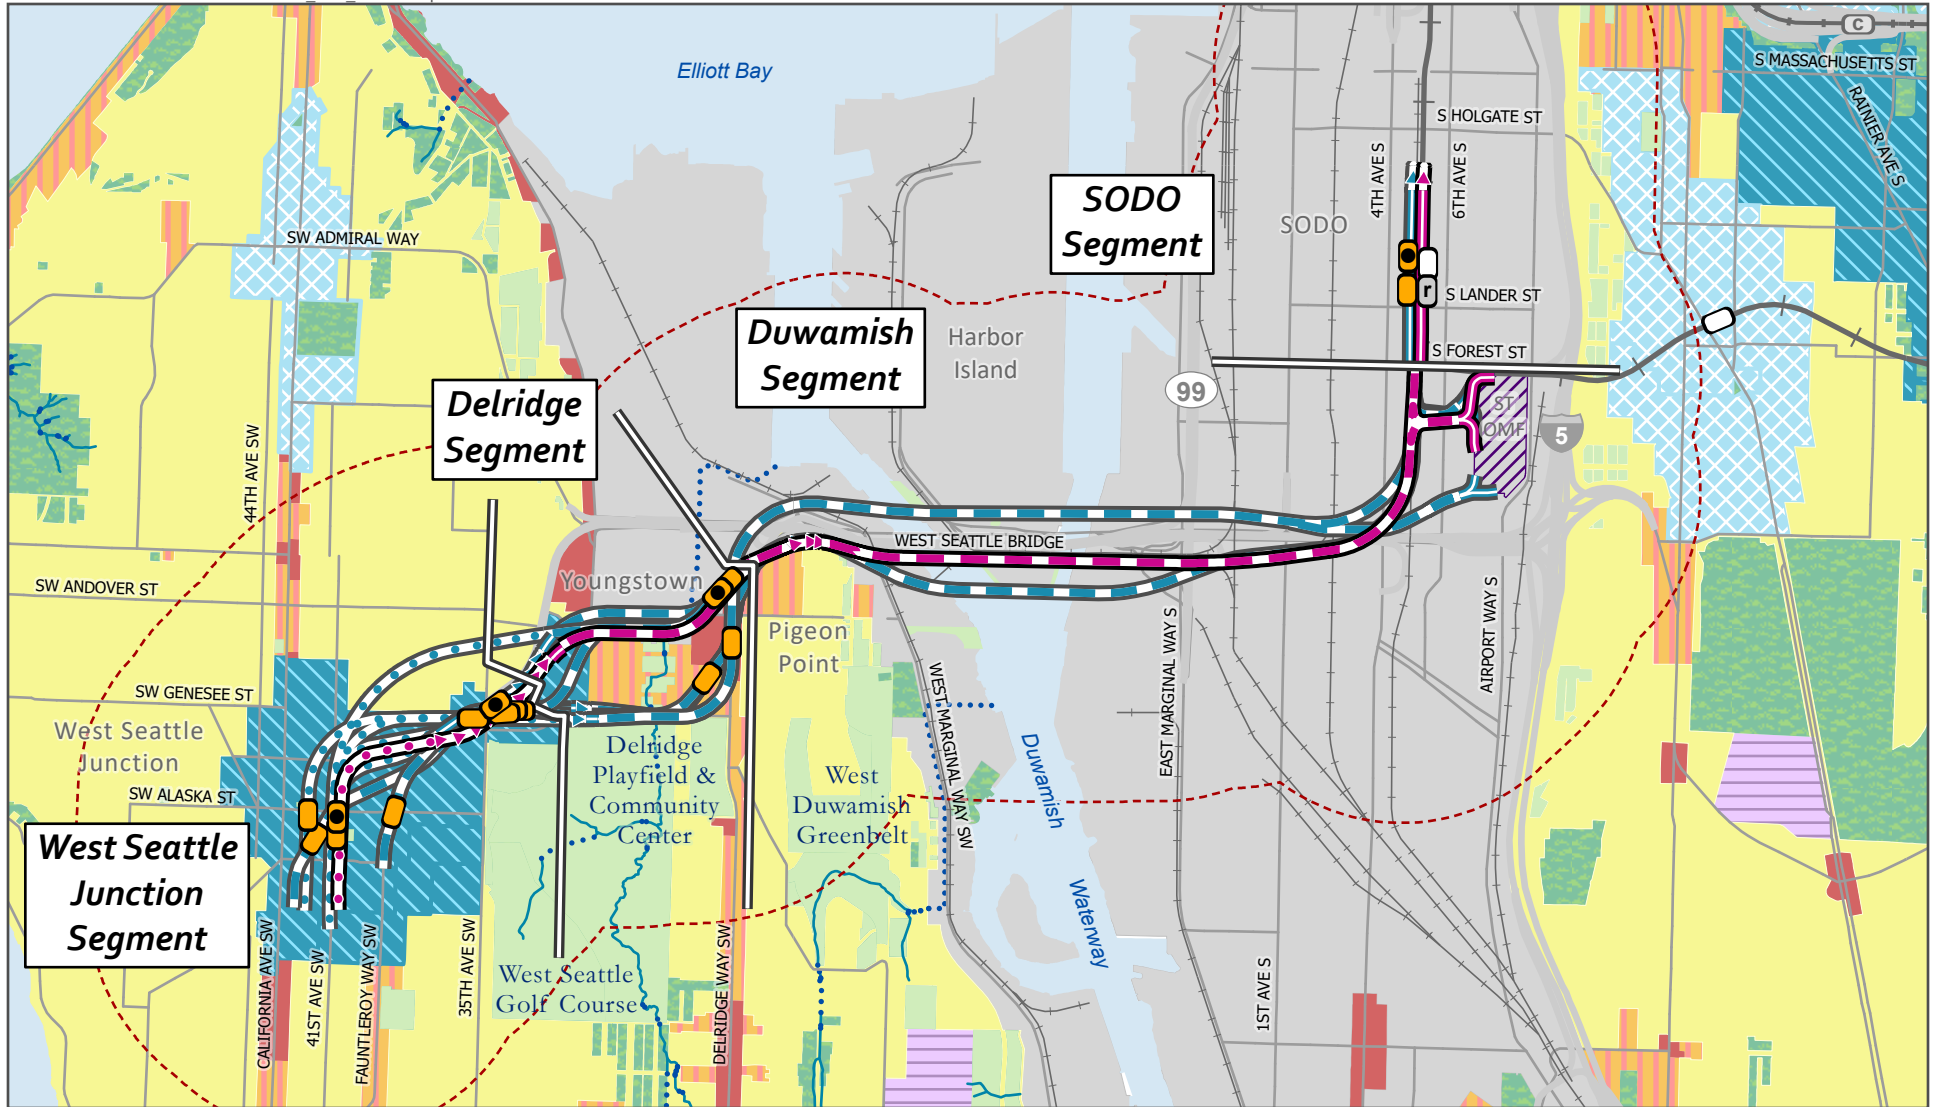 Elliott Bay
C
S MASSACHUSETTS ST
RAINIER AVE S
S HOLGATE ST
4TH AVE S
6TH AVE S
SODO
Segment
SODO
SW ADMIRAL WAY
r
S LANDER ST
Duwamish
Segment
Harbor
Island
S FOREST ST
99
Delridge
Segment
ST
OMF
5
44TH AVE SW
WEST SEATTLE BRIDGE
SW ANDOVER ST
Youngstown
Pigeon
Point
EAST MARGINAL WAY S
AIRPORT WAY S
WEST MARGINAL WAY SW
SW GENESEE ST
West Seattle
Junction
SW ALASKA ST
Delridge
Playfield &
Community
Center
West
Duwamish
Greenbelt
Duwamish
Waterway
West Seattle
Junction
Segment
CALIFORNIA AVE SW
41ST AVE SW
FAUNTLEROY WAY SW
35TH AVE SW
West Seattle
Golf Course
DELRIDGE WAY SW
1ST AVE S